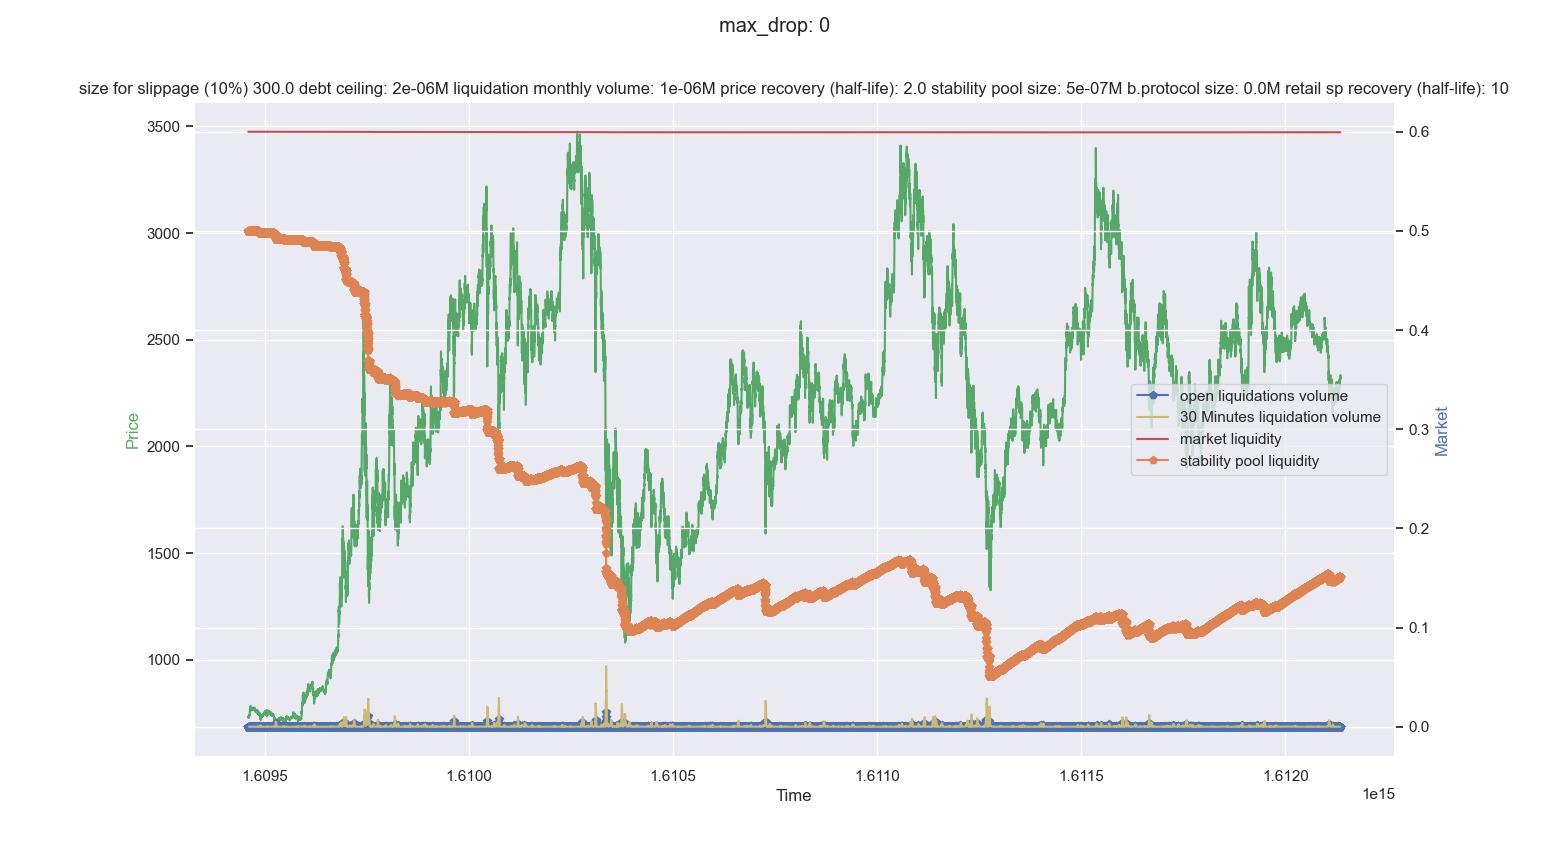 max_drop: 0
size for slippage (10%) 300.0 debt ceiling: 2e-06M liquidation monthly volume: 1e-06M price recovery (half-life): 2.0 stability pool size: 5e-07M b.protocol size: 0.0M retail sp recovery (half-life): 10
3500
3000
2500
2000
1500
1000
Price
0.6
0.5
0.4
0.3
0.2
0.1
0.0
Market
open liquidations volume
30 Minutes liquidation volume
market liquidity
stability pool liquidity
1.6095
1.6100
1.6105
1.6110
1.6115
1.6120
Time
1e15